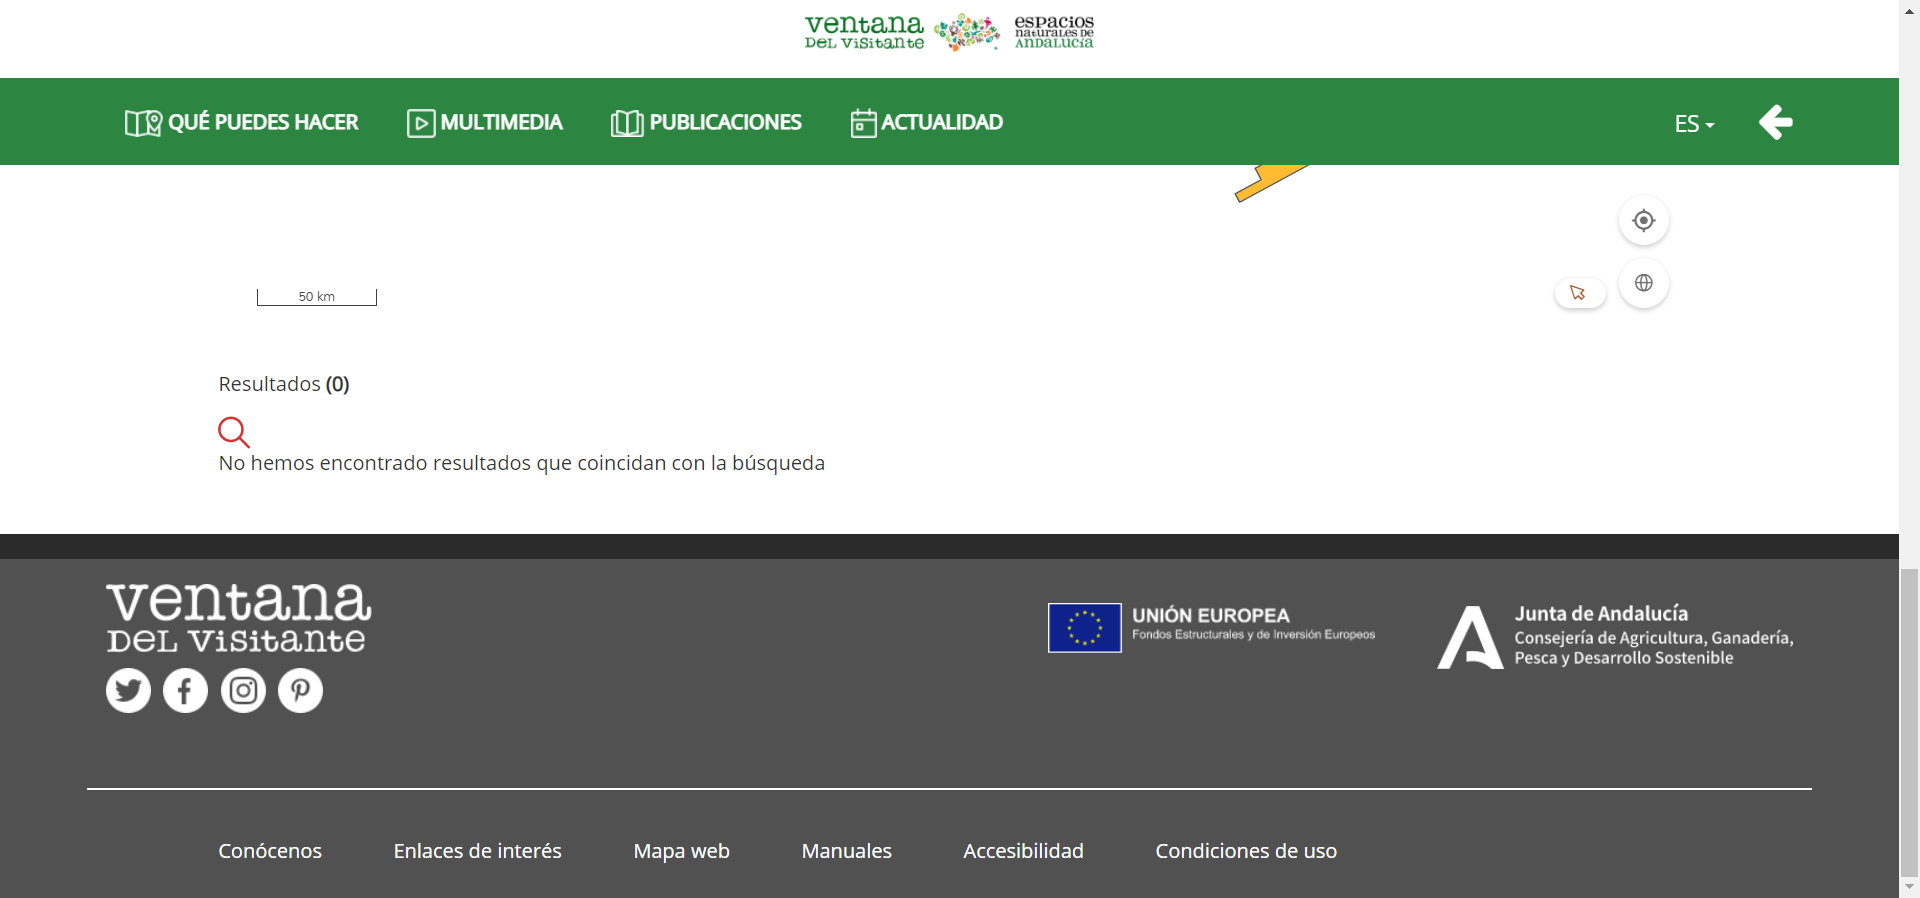 ventana
DEL VISITANTE
espacios
naturales de
ANDALUCÍA
QUÉ PUEDES HACER
MULTIMEDIA
PUBLICACIONES
ACTUALIDAD
ES
50 km
Resultados (0)
No hemos encontrado resultados que coincidan con la búsqueda
ventana
DEL VISITANTE
UNIÓN EUROPEA
Fondos Estructurales y de Inversión Europeos
Junta de Andalucía
Consejería de Agricultura, Ganadería,
Pesca y Desarrollo Sostenible
Conócenos
Enlaces de interés
Mapa web
Manuales
Accesibilidad
Condiciones de uso